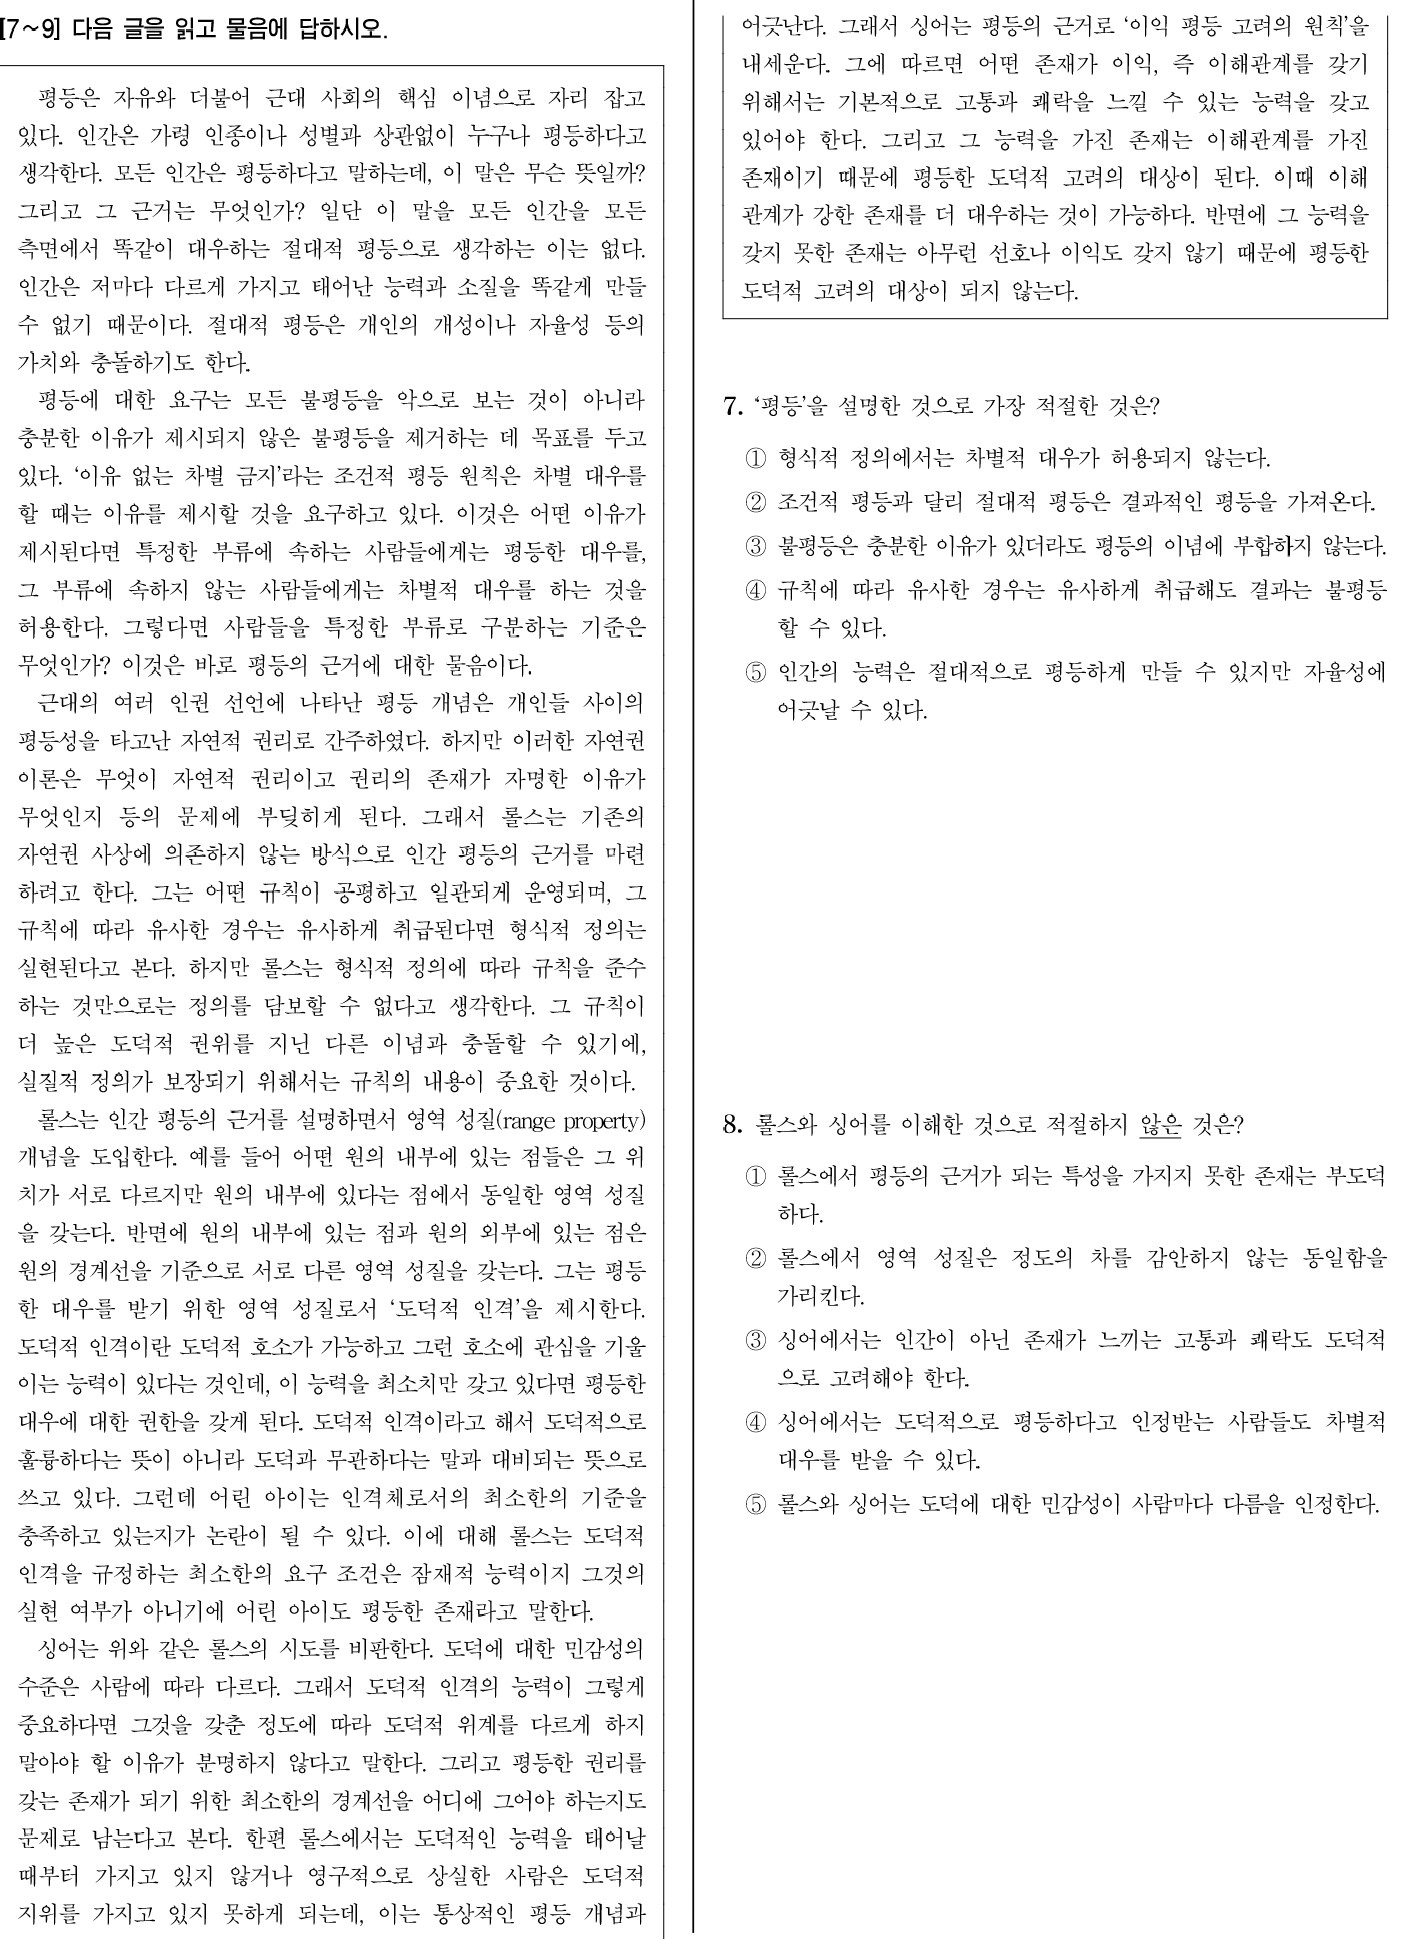 [7～9] 다음 글을 읽고 물음에 답하시오.
평등은 자유와 더불어 근대 사회의 핵심 이념으로 자리 잡고
있다. 인간은 가령 인종이나 성별과 상관없이 누구나 평등하다고
생각한다. 모든 인간은 평등하다고 말하는데, 이 말은 무슨 뜻일까?
그리고 그 근거는 무엇인가? 일단 이 말을 모든 인간을 모든
측면에서 똑같이 대우하는 절대적 평등으로 생각하는 이는 없다.
인간은 저마다 다르게 가지고 태어난 능력과 소질을 똑같게 만들
수 없기 때문이다. 절대적 평등은 개인의 개성이나 자율성 등의
가치와 충돌하기도 한다.
평등에 대한 요구는 모든 불평등을 악으로 보는 것이 아니라
충분한 이유가 제시되지 않은 불평등을 제거하는 데 목표를 두고
있다. ‘이유 없는 차별 금지’라는 조건적 평등 원칙은 차별 대우를
할 때는 이유를 제시할 것을 요구하고 있다. 이것은 어떤 이유가
제시된다면 특정한 부류에 속하는 사람들에게는 평등한 대우를,
그 부류에 속하지 않는 사람들에게는 차별적 대우를 하는 것을
허용한다. 그렇다면 사람들을 특정한 부류로 구분하는 기준은
무엇인가? 이것은 바로 평등의 근거에 대한 물음이다.
근대의 여러 인권 선언에 나타난 평등 개념은 개인들 사이의
평등성을 타고난 자연적 권리로 간주하였다. 하지만 이러한 자연권
이론은 무엇이 자연적 권리이고 권리의 존재가 자명한 이유가
무엇인지 등의 문제에 부딪히게 된다. 그래서 롤스는 기존의
자연권 사상에 의존하지 않는 방식으로 인간 평등의 근거를 마련
하려고 한다. 그는 어떤 규칙이 공평하고 일관되게 운영되며, 그
규칙에 따라 유사한 경우는 유사하게 취급된다면 형식적 정의는
실현된다고 본다. 하지만 롤스는 형식적 정의에 따라 규칙을 준수
하는 것만으로는 정의를 담보할 수 없다고 생각한다. 그 규칙이
더 높은 도덕적 권위를 지닌 다른 이념과 충돌할 수 있기에,
실질적 정의가 보장되기 위해서는 규칙의 내용이 중요한 것이다.
롤스는 인간 평등의 근거를 설명하면서 영역 성질(range property)
개념을 도입한다. 예를 들어 어떤 원의 내부에 있는 점들은 그 위
치가 서로 다르지만 원의 내부에 있다는 점에서 동일한 영역 성질
을 갖는다. 반면에 원의 내부에 있는 점과 원의 외부에 있는 점은
원의 경계선을 기준으로 서로 다른 영역 성질을 갖는다. 그는 평등
한 대우를 받기 위한 영역 성질로서 ‘도덕적 인격’을 제시한다.
도덕적 인격이란 도덕적 호소가 가능하고 그런 호소에 관심을 기울
이는 능력이 있다는 것인데, 이 능력을 최소치만 갖고 있다면 평등한
대우에 대한 권한을 갖게 된다. 도덕적 인격이라고 해서 도덕적으로
훌륭하다는 뜻이 아니라 도덕과 무관하다는 말과 대비되는 뜻으로
쓰고 있다. 그런데 어린 아이는 인격체로서의 최소한의 기준을
충족하고 있는지가 논란이 될 수 있다. 이에 대해 롤스는 도덕적
인격을 규정하는 최소한의 요구 조건은 잠재적 능력이지 그것의
실현 여부가 아니기에 어린 아이도 평등한 존재라고 말한다.
싱어는 위와 같은 롤스의 시도를 비판한다. 도덕에 대한 민감성의
수준은 사람에 따라 다르다. 그래서 도덕적 인격의 능력이 그렇게
중요하다면 그것을 갖춘 정도에 따라 도덕적 위계를 다르게 하지
말아야 할 이유가 분명하지 않다고 말한다. 그리고 평등한 권리를
갖는 존재가 되기 위한 최소한의 경계선을 어디에 그어야 하는지도
문제로 남는다고 본다. 한편 롤스에서는 도덕적인 능력을 태어날
때부터 가지고 있지 않거나 영구적으로 상실한 사람은 도덕적
지위를 가지고 있지 못하게 되는데, 이는 통상적인 평등 개념과
어긋난다. 그래서 싱어는 평등의 근거로 ‘이익 평등 고려의 원칙’을
내세운다. 그에 따르면 어떤 존재가 이익, 즉 이해관계를 갖기
위해서는 기본적으로 고통과 쾌락을 느낄 수 있는 능력을 갖고
있어야 한다. 그리고 그 능력을 가진 존재는 이해관계를 가진
존재이기 때문에 평등한 도덕적 고려의 대상이 된다. 이때 이해
관계가 강한 존재를 더 대우하는 것이 가능하다. 반면에 그 능력을
갖지 못한 존재는 아무런 선호나 이익도 갖지 않기 때문에 평등한
도덕적 고려의 대상이 되지 않는다.
7. ‘평등’을 설명한 것으로 가장 적절한 것은?
① 형식적 정의에서는 차별적 대우가 허용되지 않는다.
② 조건적 평등과 달리 절대적 평등은 결과적인 평등을 가져온다.
③ 불평등은 충분한 이유가 있더라도 평등의 이념에 부합하지 않는다.
④ 규칙에 따라 유사한 경우는 유사하게 취급해도 결과는 불평등
할 수 있다.
⑤ 인간의 능력은 절대적으로 평등하게 만들 수 있지만 자율성에
어긋날 수 있다.
8. 롤스와 싱어를 이해한 것으로 적절하지 않은 것은?
① 롤스에서 평등의 근거가 되는 특성을 가지지 못한 존재는 부도덕
하다.
② 롤스에서 영역 성질은 정도의 차를 감안하지 않는 동일함을
가리킨다.
③ 싱어에서는 인간이 아닌 존재가 느끼는 고통과 쾌락도 도덕적
으로 고려해야 한다.
④ 싱어에서는 도덕적으로 평등하다고 인정받는 사람들도 차별적
대우를 받을 수 있다.
⑤ 롤스와 싱어는 도덕에 대한 민감성이 사람마다 다름을 인정한다.